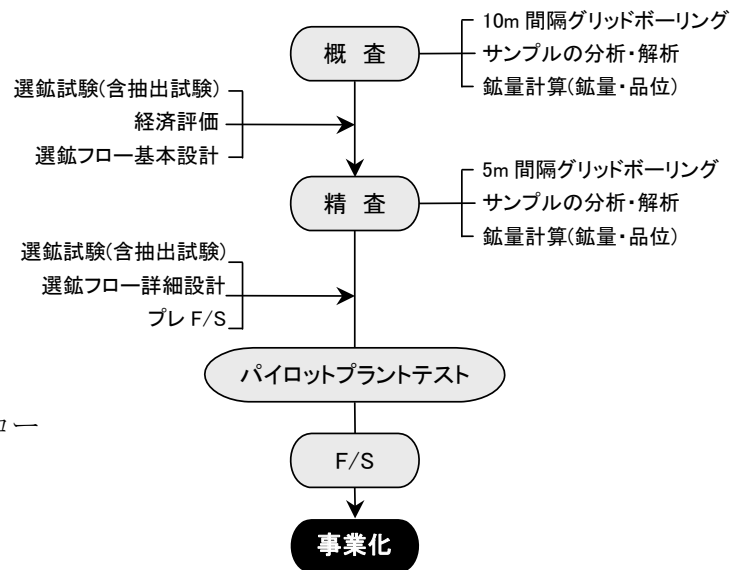 概 査
10m 間隔グリッドボーリング
サンプルの分析・解析
鉱量計算(鉱量・品位)
選鉱試験(含抽出試験)
経済評価
選鉱フロー基本設計
精 査
5m 間隔グリッドボーリング
サンプルの分析・解析
鉱量計算(鉱量・品位)
選鉱試験(含抽出試験)
選鉱フロー詳細設計
プレ F/S
パイロットプラントテスト
ロー
F/S
事業化